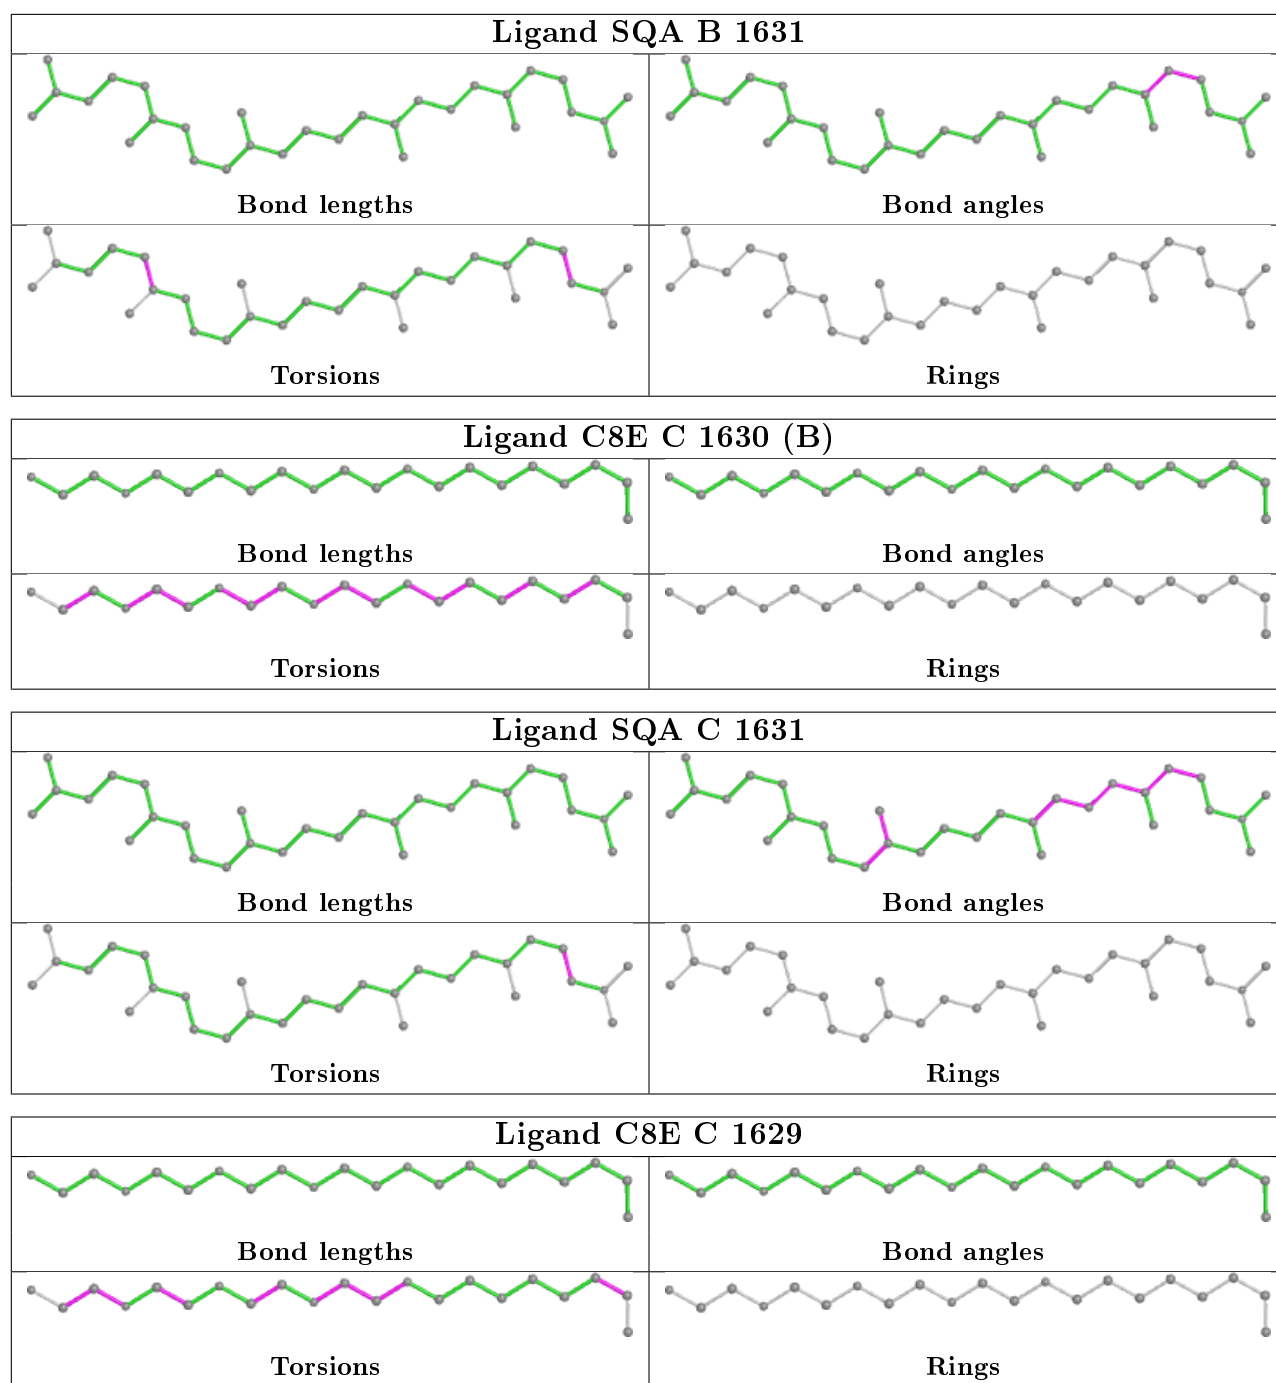 Ligand SQA B 1631
Bond lengths Bond angles
Torsions Rings
Ligand C8E C 1630 (B)
Bond lengths Bond angles
Torsions Rings
Ligand SQA C 1631
Bond lengths Bond angles
Torsions Rings
Ligand C8E C 1629
Bond lengths Bond angles
Torsions Rings